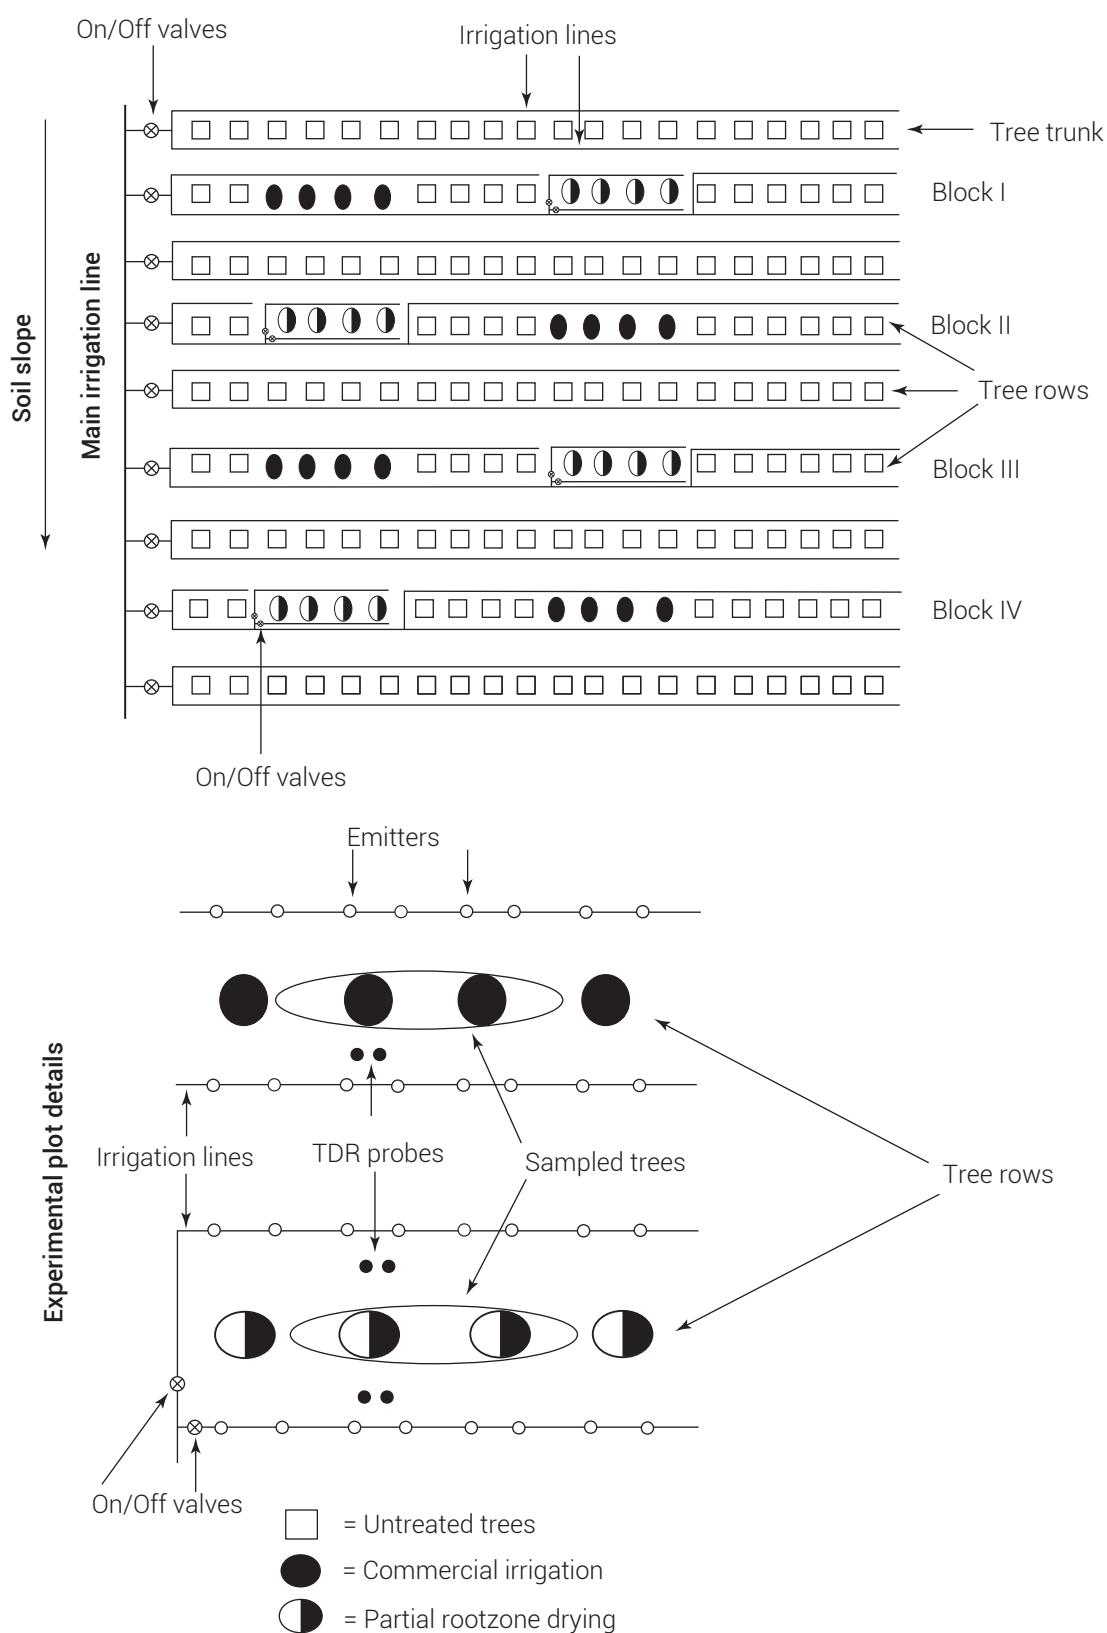 On/Off valves
Irrigation lines
Tree trunk
Block I
Soil slope
Main irrigation line
Block II
Tree rows
Block III
Block IV
On/Off valves
Emitters
Experimental plot details
Irrigation lines
TDR probes
Sampled trees
Tree rows
On/Off valves
= Untreated trees
= Commercial irrigation
= Partial rootzone drying